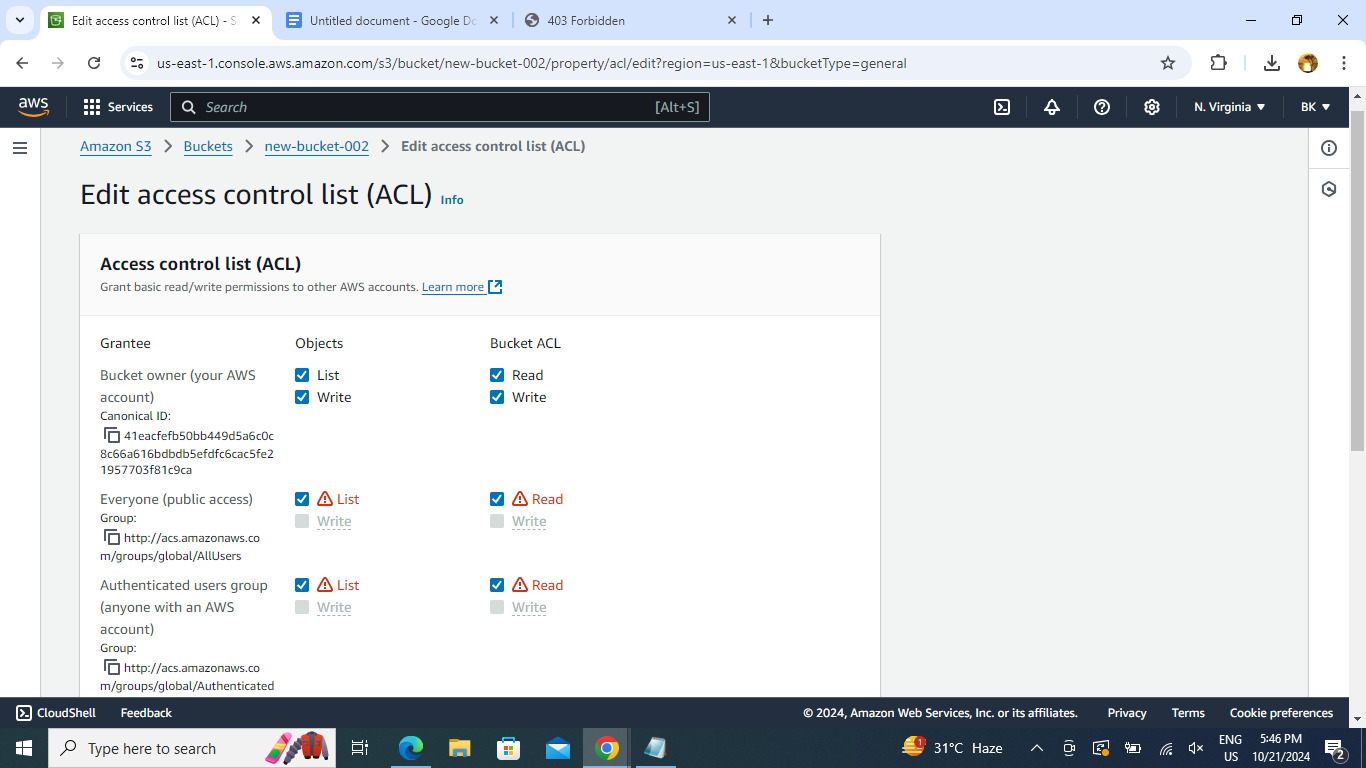 Edit access control list (ACL) - S
Untitled document - Google Do
403 Forbidden
us-east-1.console.aws.amazon.com/s3/bucket/new-bucket-002/property/acl/edit?region=us-east-1&bucketType=general
aws
Services
Search
[Alt+S]
N. Virginia
BK
Amazon S3 > Buckets > new-bucket-002 > Edit access control list (ACL)
Edit access control list (ACL) Info
Access control list (ACL)
Grant basic read/write permissions to other AWS accounts. Learn more
Grantee
Objects
Bucket ACL
Bucket owner (your AWS
account)
Canonical ID:
41eacfefb50bb449d5a6c0c
8c66a616bdbdb5efdfc6cac5fe2
1957703f81c9ca
List
Write
Read
Write
Everyone (public access)
Group:
http://acs.amazonaws.co
m/groups/global/AllUsers
List
Write
Read
Write
Authenticated users group
(anyone with an AWS
account)
Group:
http://acs.amazonaws.co
m/groups/global/Authenticated
List
Write
Read
Write
CloudShell
Feedback
© 2024, Amazon Web Services, Inc. or its affiliates.
Privacy
Terms
Cookie preferences
Type here to search
1
31°C Haze
ENG
US
5:46 PM
10/21/2024
2